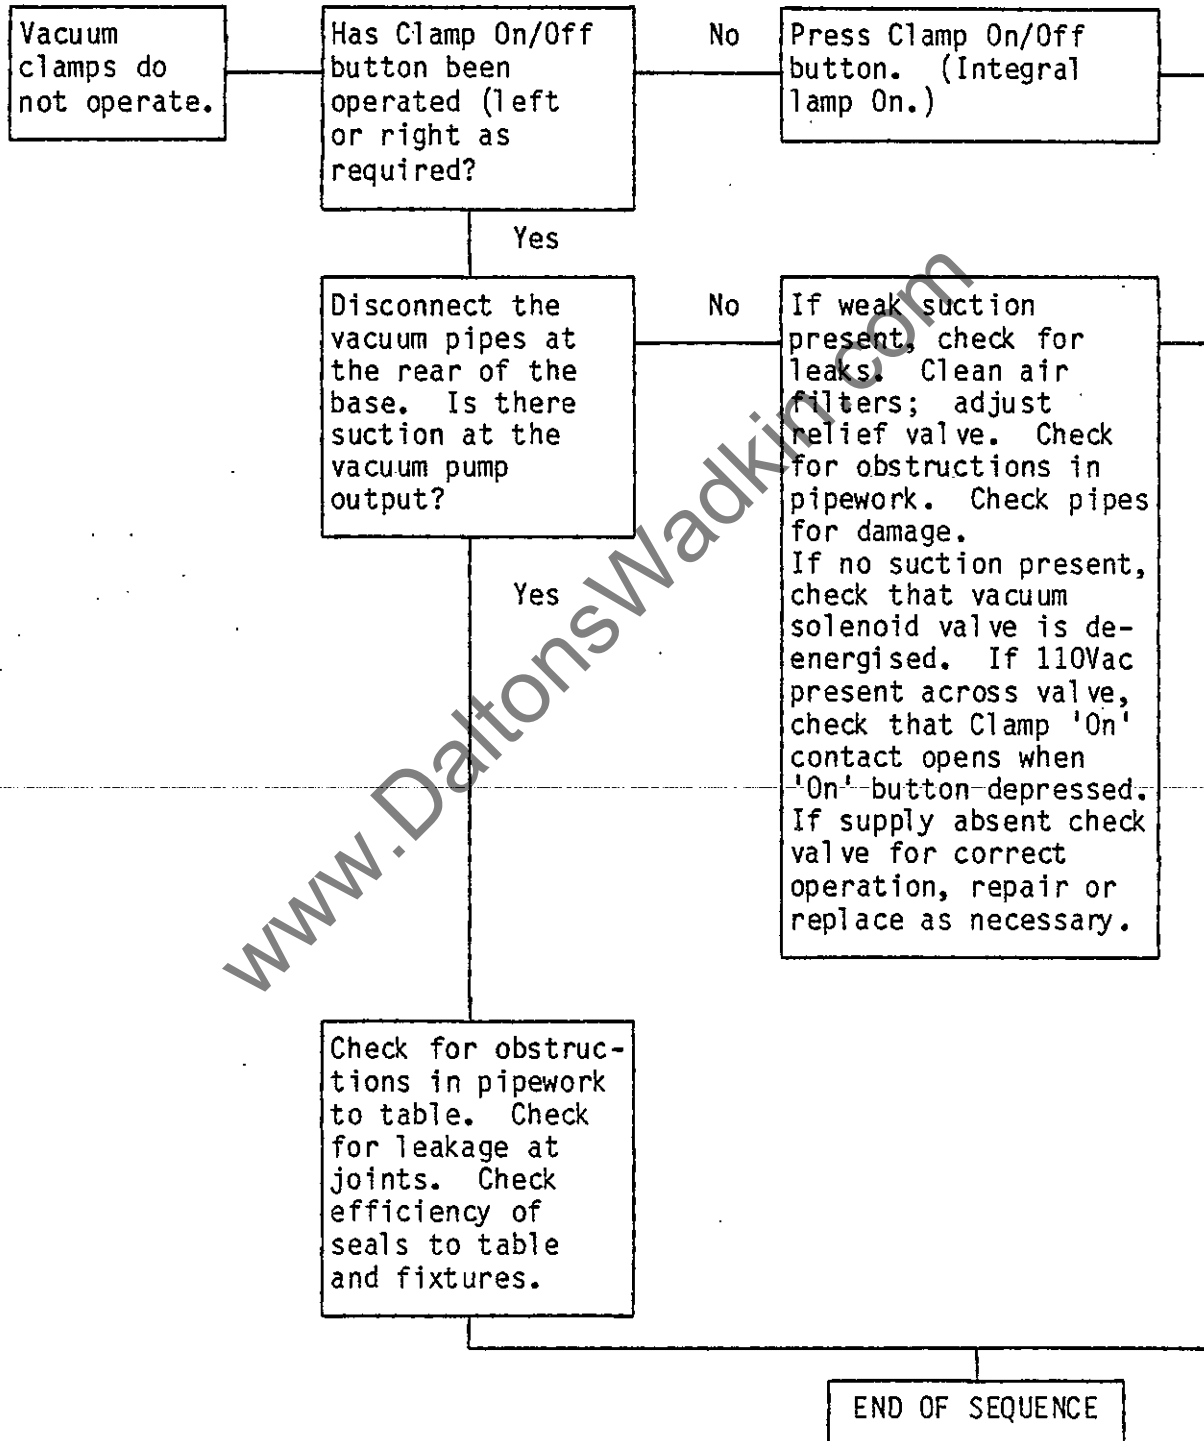 Vacuum
clamps do
not operate.
Has Clamp On/Off
button been
operated (left
or right as
required?
No
Press Clamp On/Off
button. (Integral
lamp On.)
Yes
Disconnect the
vacuum pipes at
the rear of the
base. Is there
suction at the
vacuum pump
output?
No
If weak suction
present, check for
leaks. Clean air
filters; adjust
relief valve. Check
for obstructions in
pipework. Check pipes
for damage.
If no suction present,
check that vacuum
solenoid valve is de-
energised. If 110Vac
present across valve,
check that Clamp 'On'
contact opens when
'On' button depressed.
If supply absent check
valve for correct
operation, repair or
replace as necessary.
Yes
Check for obstruc-
tions in pipework
to table. Check
for leakage at
joints. Check
efficiency of
seals to table
and fixtures.
END OF SEQUENCE
www.DaltonsWadkin.com